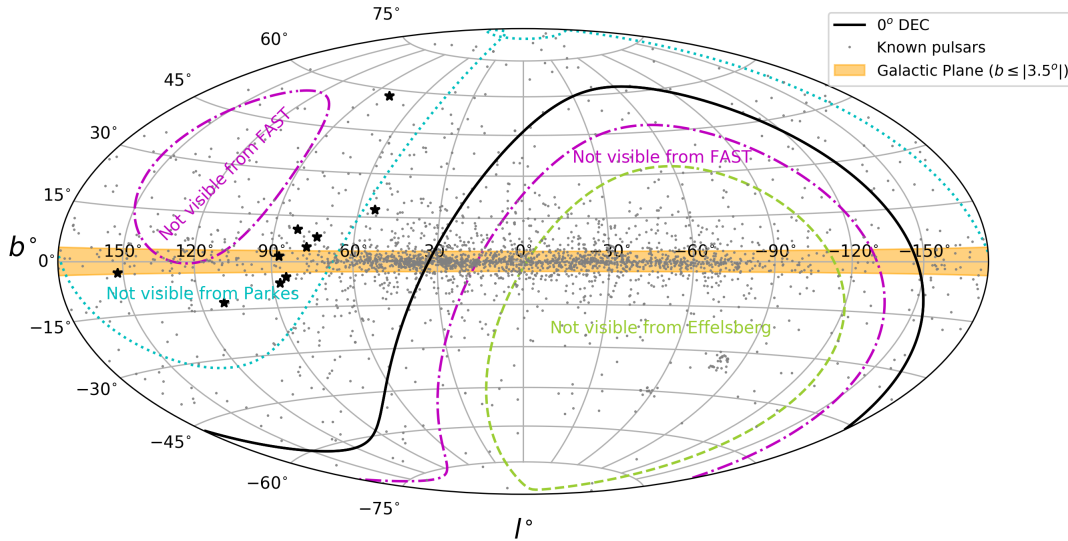 75°
60°
45°
30°
15°
0°
−15°
−30°
−45°
−60°
−75°
b°
l°
150° 120° 90° 60° 30° 0° −30° −60° −90° −120° −150°
Not visible from FAST
Not visible from FAST
Not visible from Parkes
Not visible from Effelsberg
0° DEC
Known pulsars
Galactic Plane (b ≤ |3.5°|)